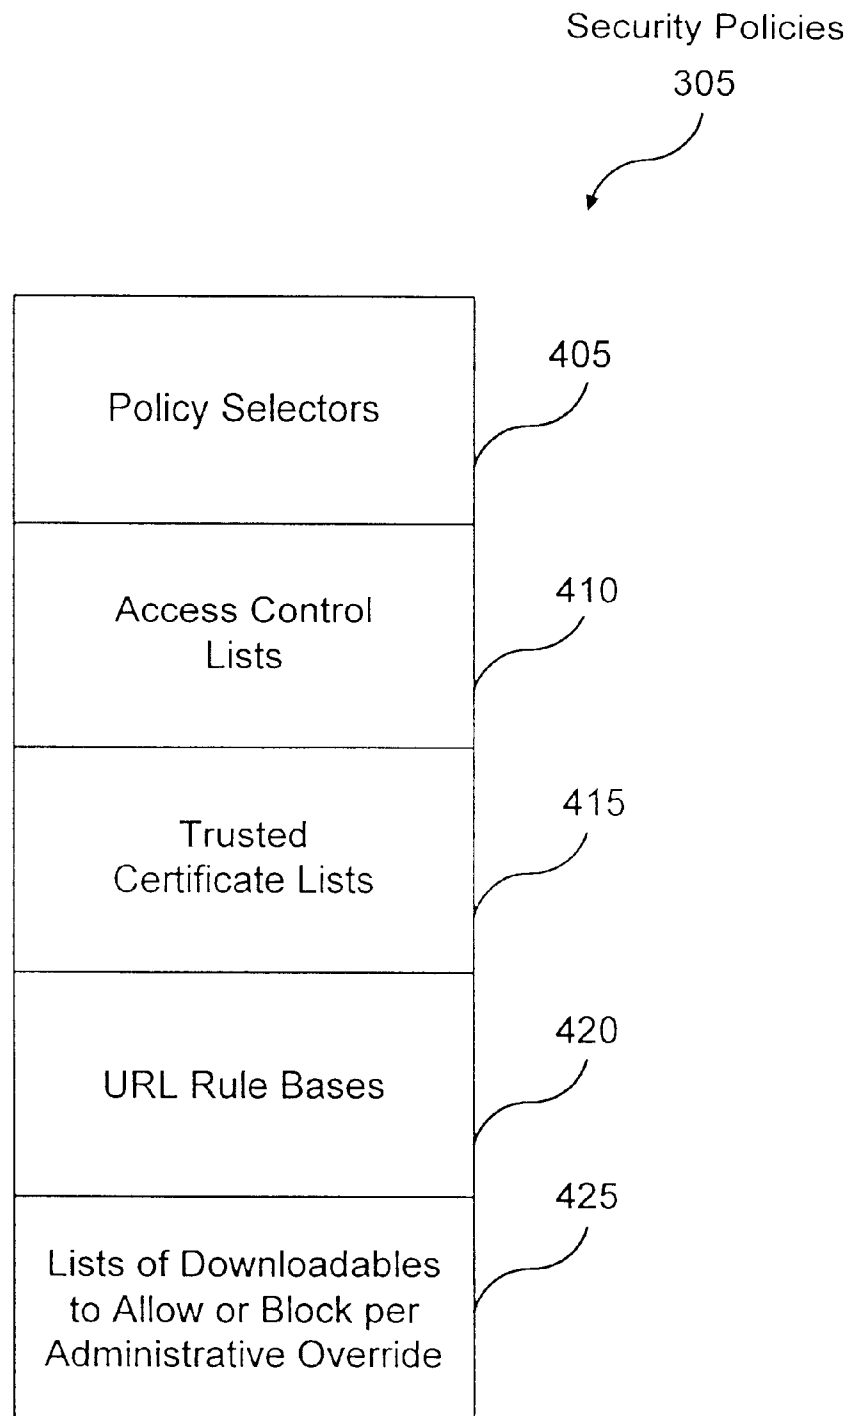 Security Policies
305
405
Policy Selectors
410
Access Control
Lists
415
Trusted
Certificate Lists
420
URL Rule Bases
425
Lists of Downloadables
to Allow or Block per
Administrative Override